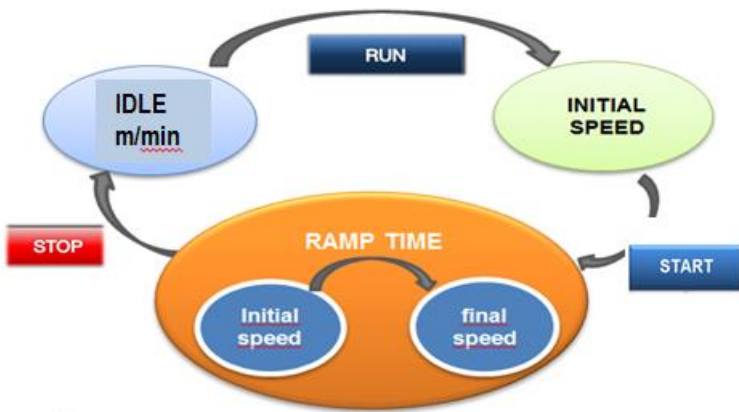 RUN
IDLE
m/min
INITIAL
SPEED
STOP
RAMP TIME
START
Initial
speed
final
speed